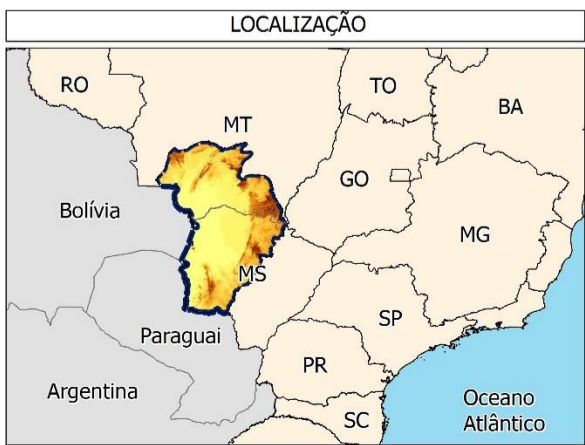 LOCALIZAÇÃO
RO
TO
BA
MT
GO
Bolívia
MG
MS
SP
Paraguai
PR
Argentina
Oceano
Atlântico
SC